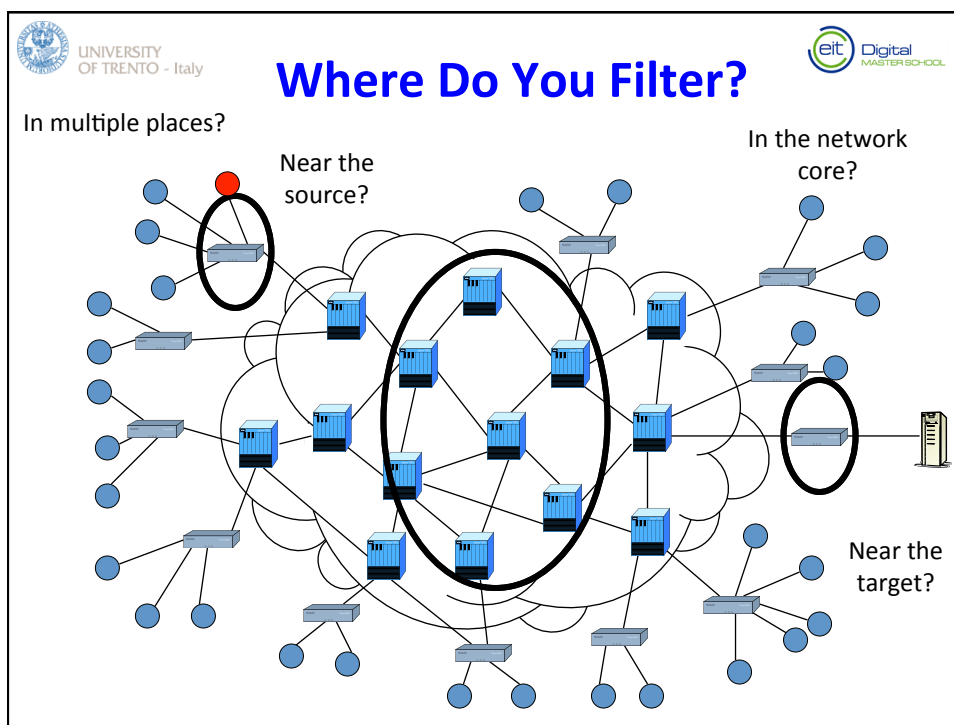 UNIVERSITY
OF TRENTO - Italy
eit Digital
MASTER SCHOOL
Where Do You Filter?
In multiple places?
Near the
source?
In the network
core?
Near the
target?